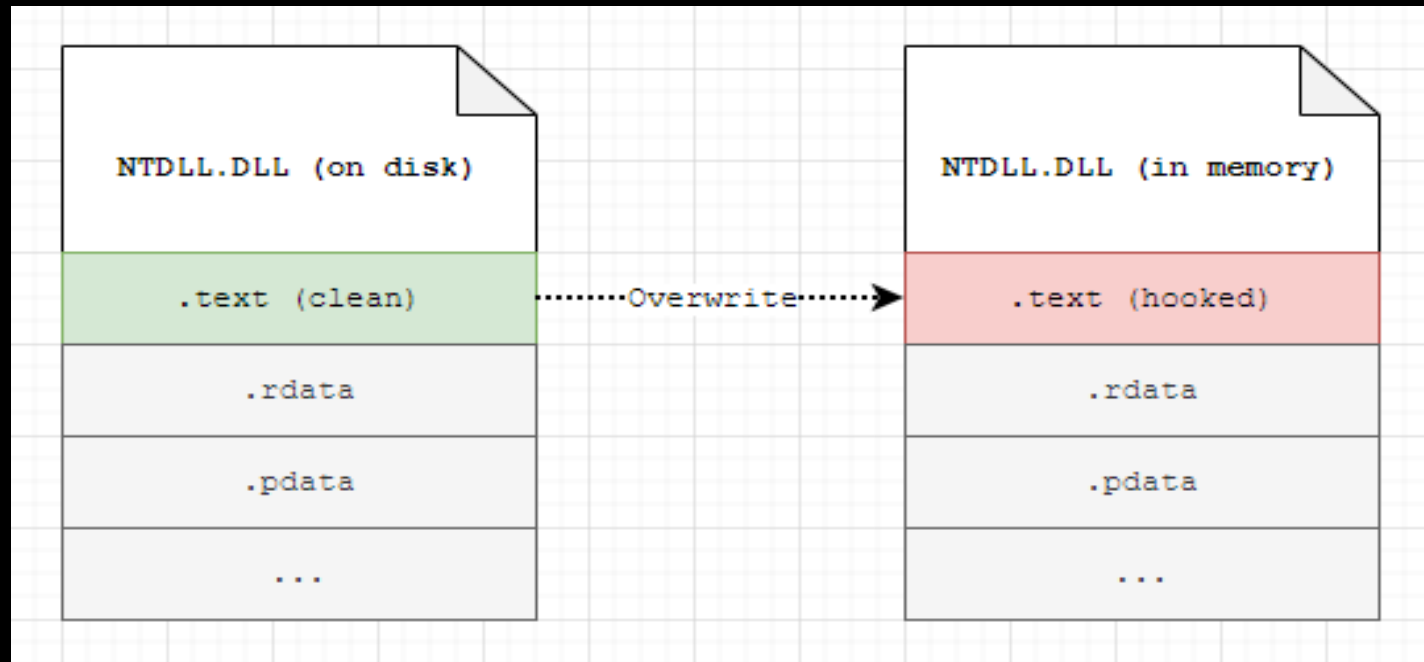 NTDLL.DLL (on disk)
NTDLL.DLL (in memory)
.text (clean)
Overwrite
.text (hooked)
.rdata
.rdata
.pdata
.pdata
...
...